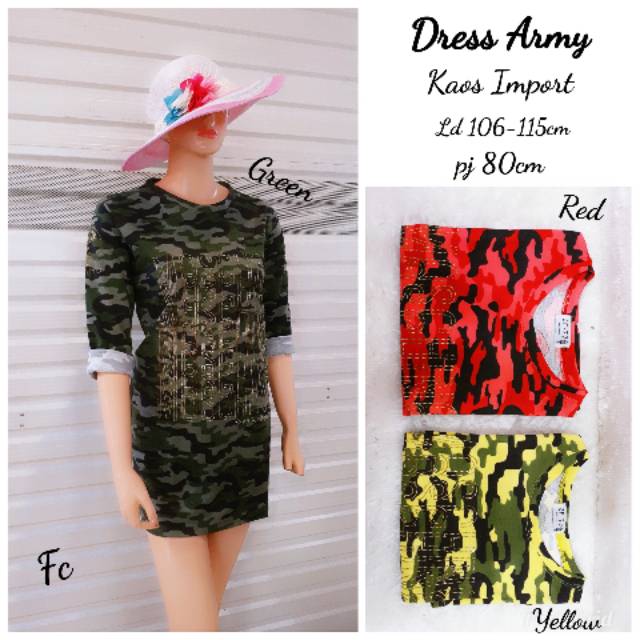 Dress Army
Kaos Import
Ld 106-115cm
pj 80cm
Green
Red
Fc
Yellow